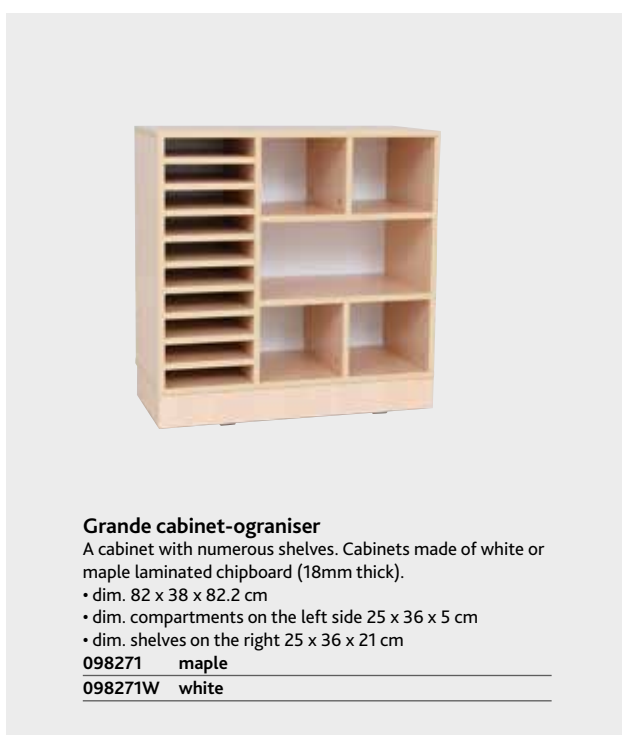 Grande cabinet-ograniser
A cabinet with numerous shelves. Cabinets made of white or
maple laminated chipboard (18mm thick).
• dim. 82 x 38 x 82.2 cm
• dim. compartments on the left side 25 x 36 x 5 cm
• dim. shelves on the right 25 x 36 x 21 cm
098271 maple
098271W white